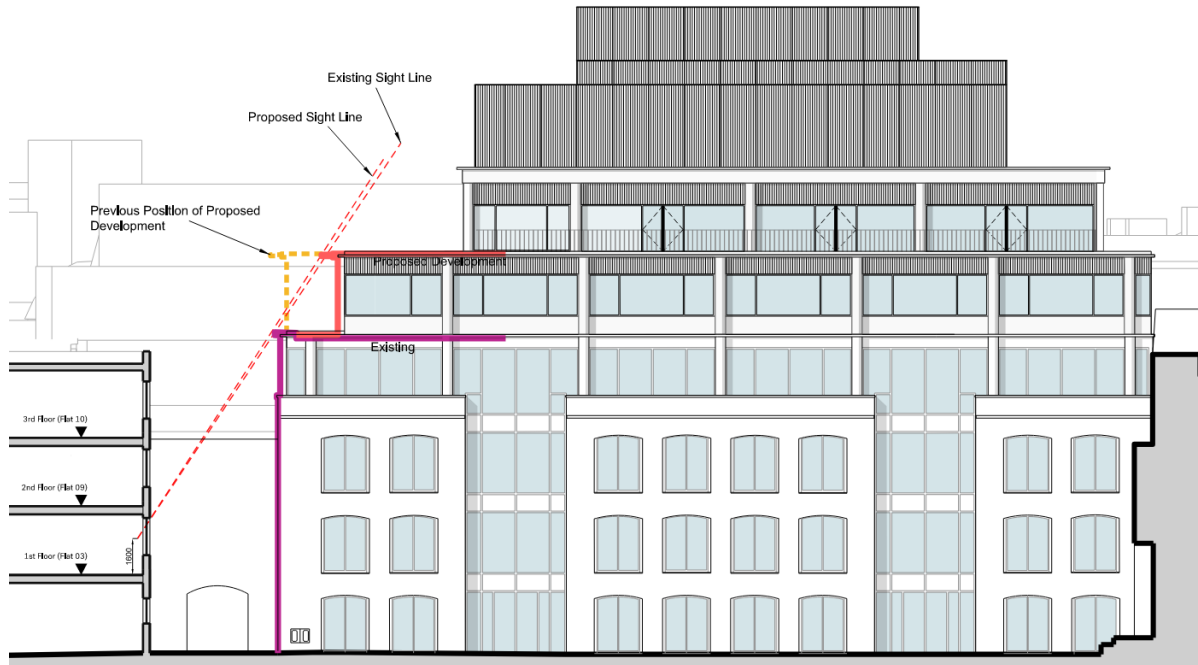 Existing Sight Line
Proposed Sight Line
Previous Position of Proposed
Development
Proposed Development
Existing
3rd Floor (Flat 10)
2nd Floor (Flat 09)
1st Floor (Flat 03)
1600